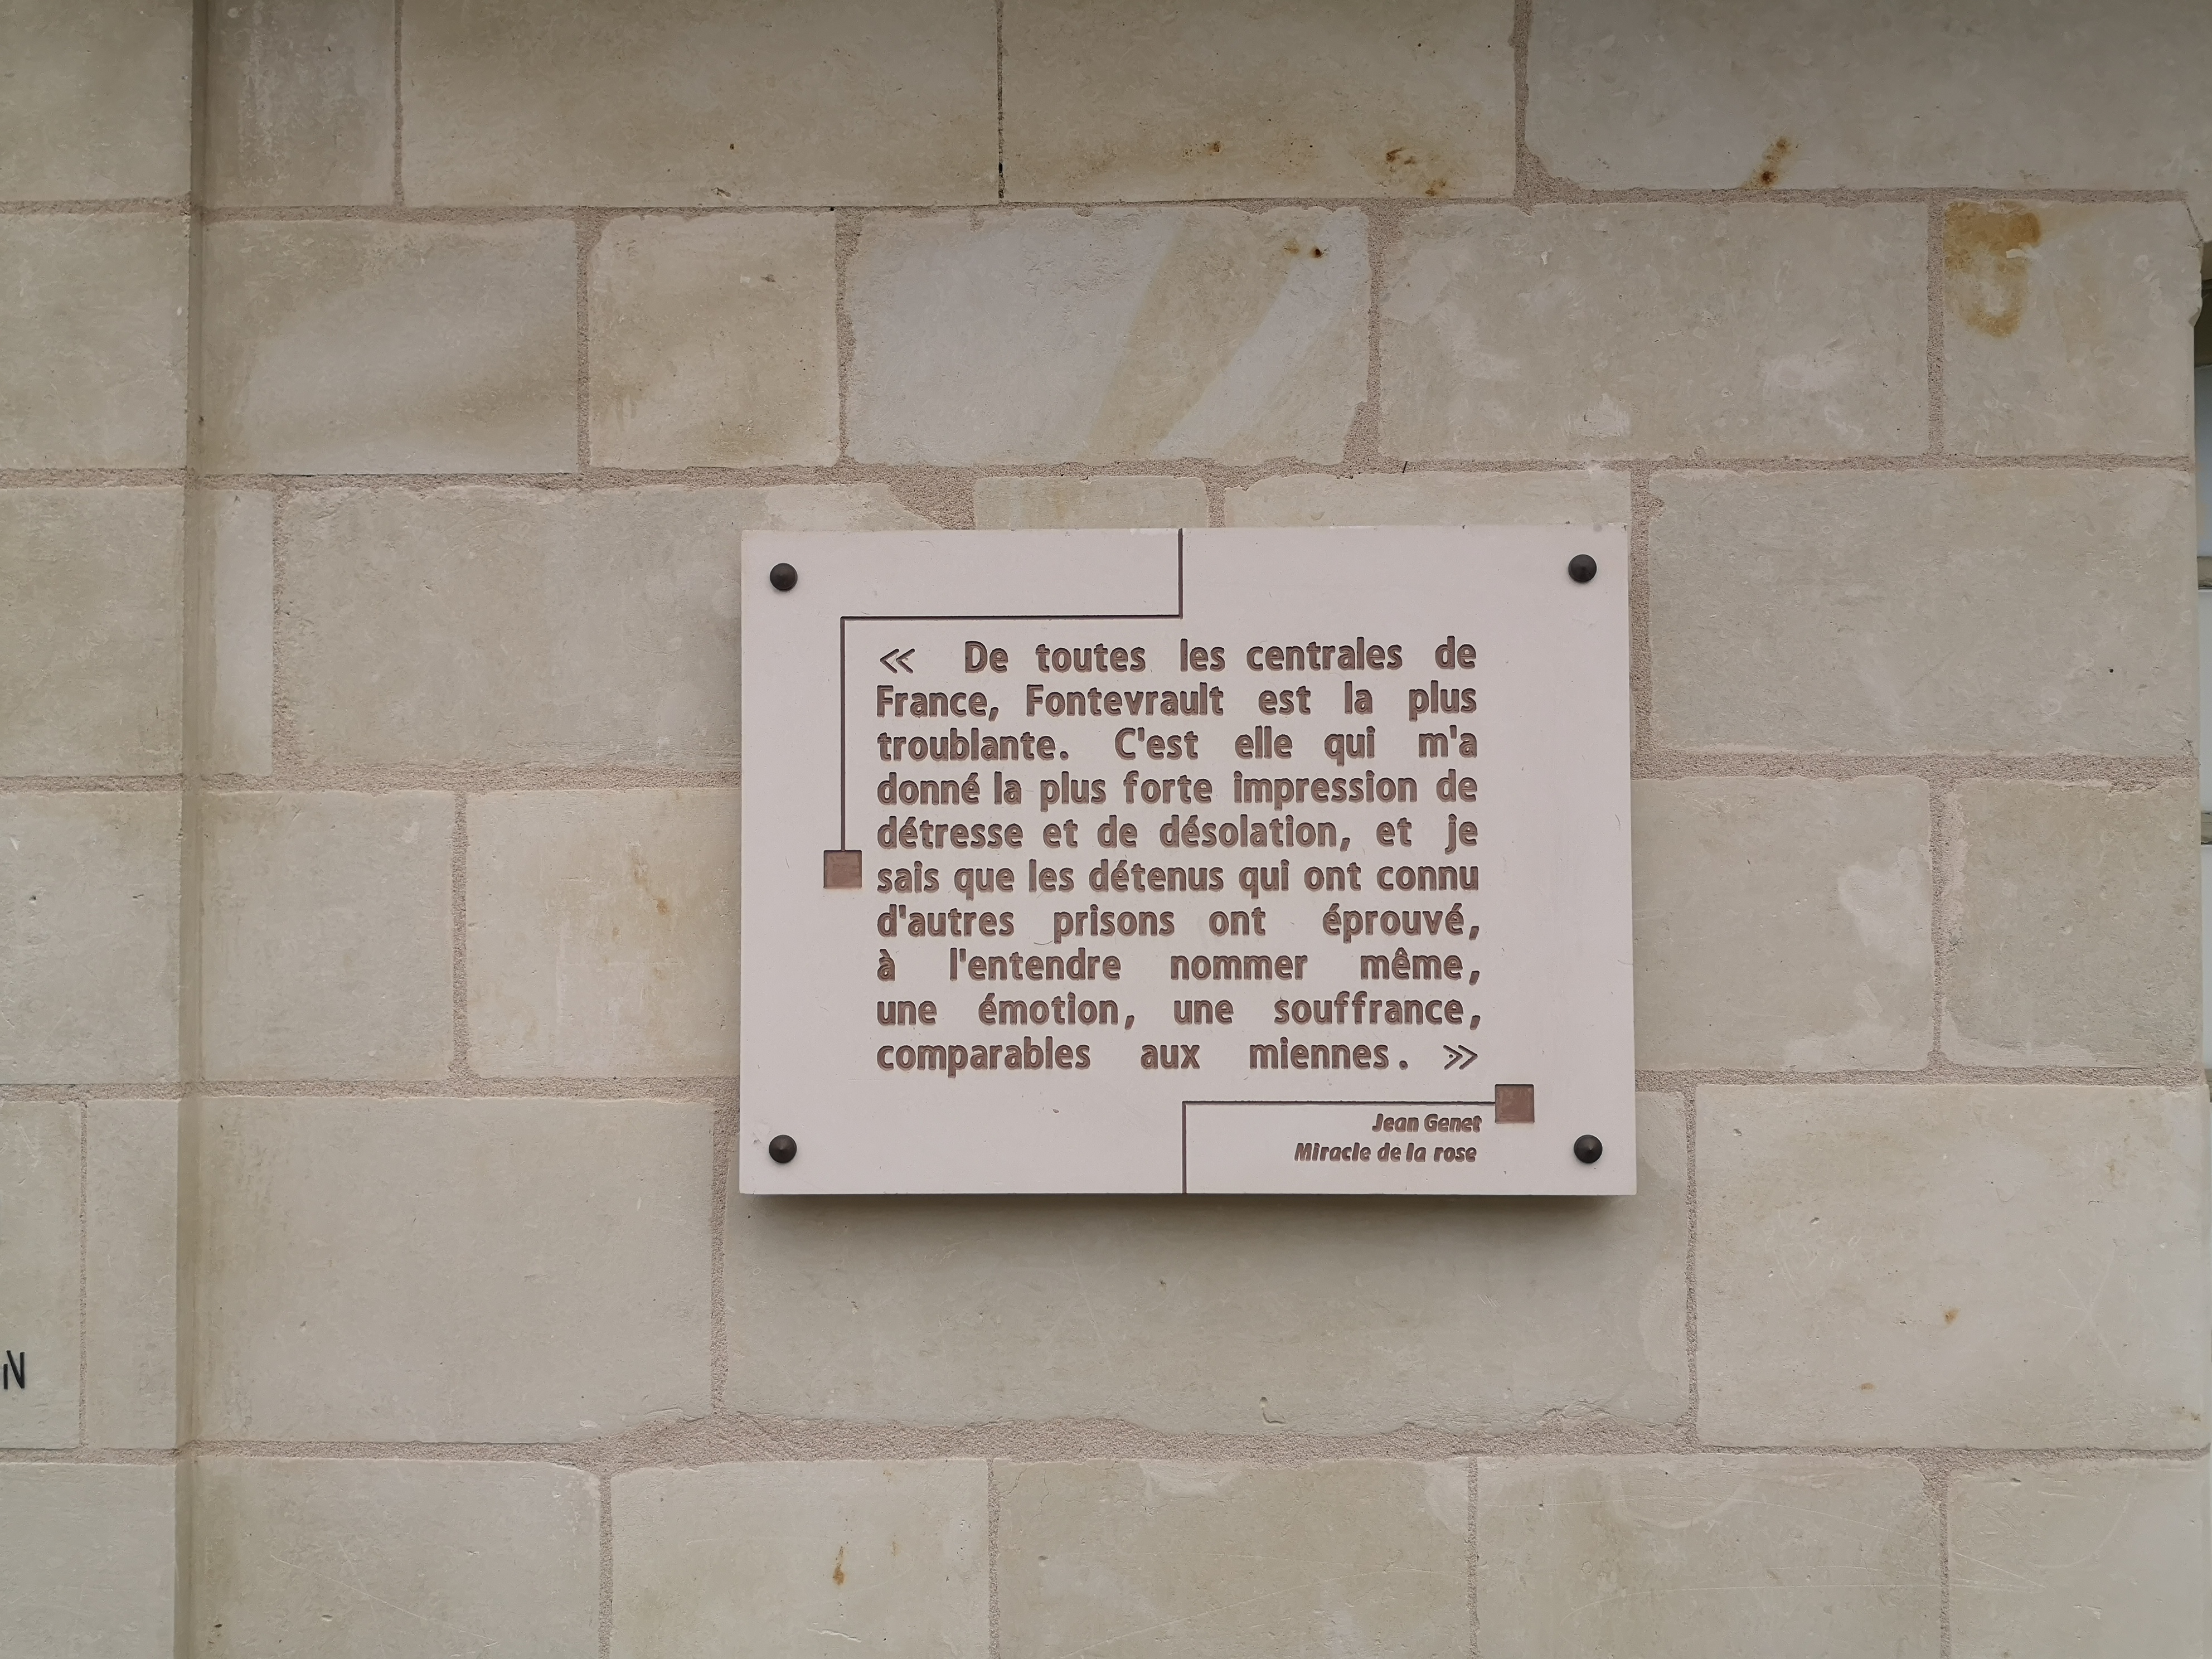 « De toutes les centrales de
France, Fontevrault est la plus
troublante. C'est elle qui m'a
donné la plus forte impression de
détresse et de désolation, et je
sais que les détenus qui ont connu
d'autres prisons ont éprouvé,
à l'entendre nommer même,
une émotion, une souffrance,
comparables aux miennes. »
Jean Genet
Miracle de la rose